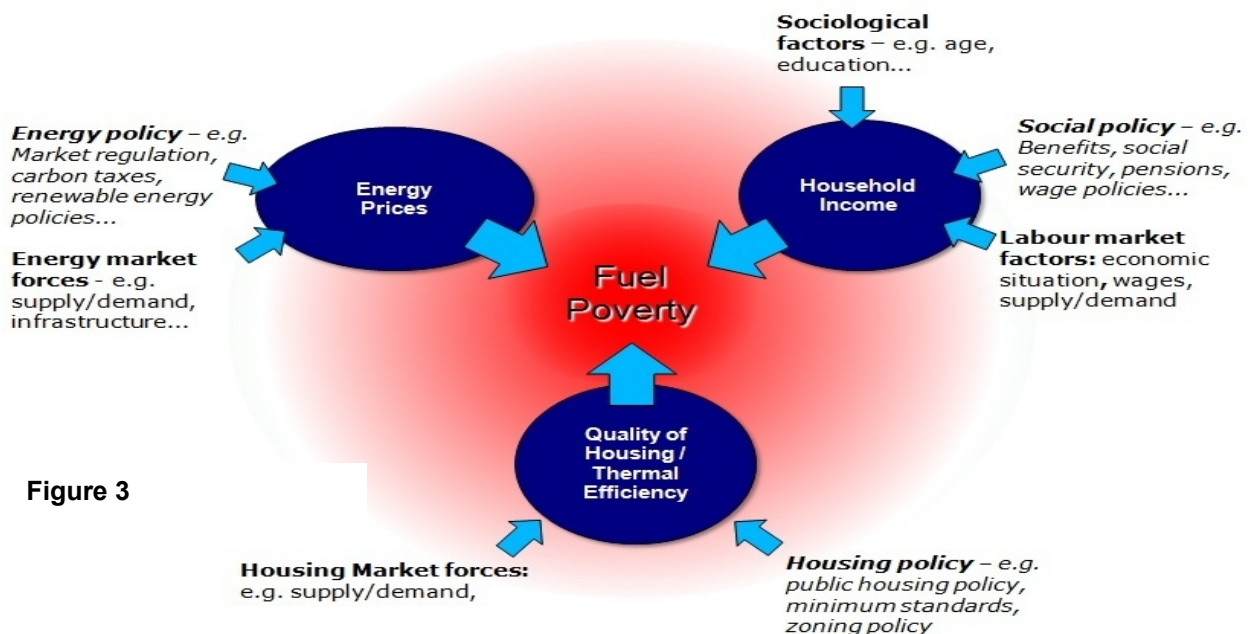 Sociological
factors – e.g. age,
education...
Energy policy – e.g.
Market regulation,
carbon taxes,
renewable energy
policies...
Energy market
forces - e.g.
supply/demand,
infrastructure...
Energy
Prices
Household
Income
Social policy – e.g.
Benefits, social
security, pensions,
wage policies...
Labour market
factors: economic
situation, wages,
supply/demand
Fuel
Poverty
Quality of
Housing /
Thermal
Efficiency
Figure 3
Housing Market forces:
e.g. supply/demand,
Housing policy – e.g.
public housing policy,
minimum standards,
zoning policy